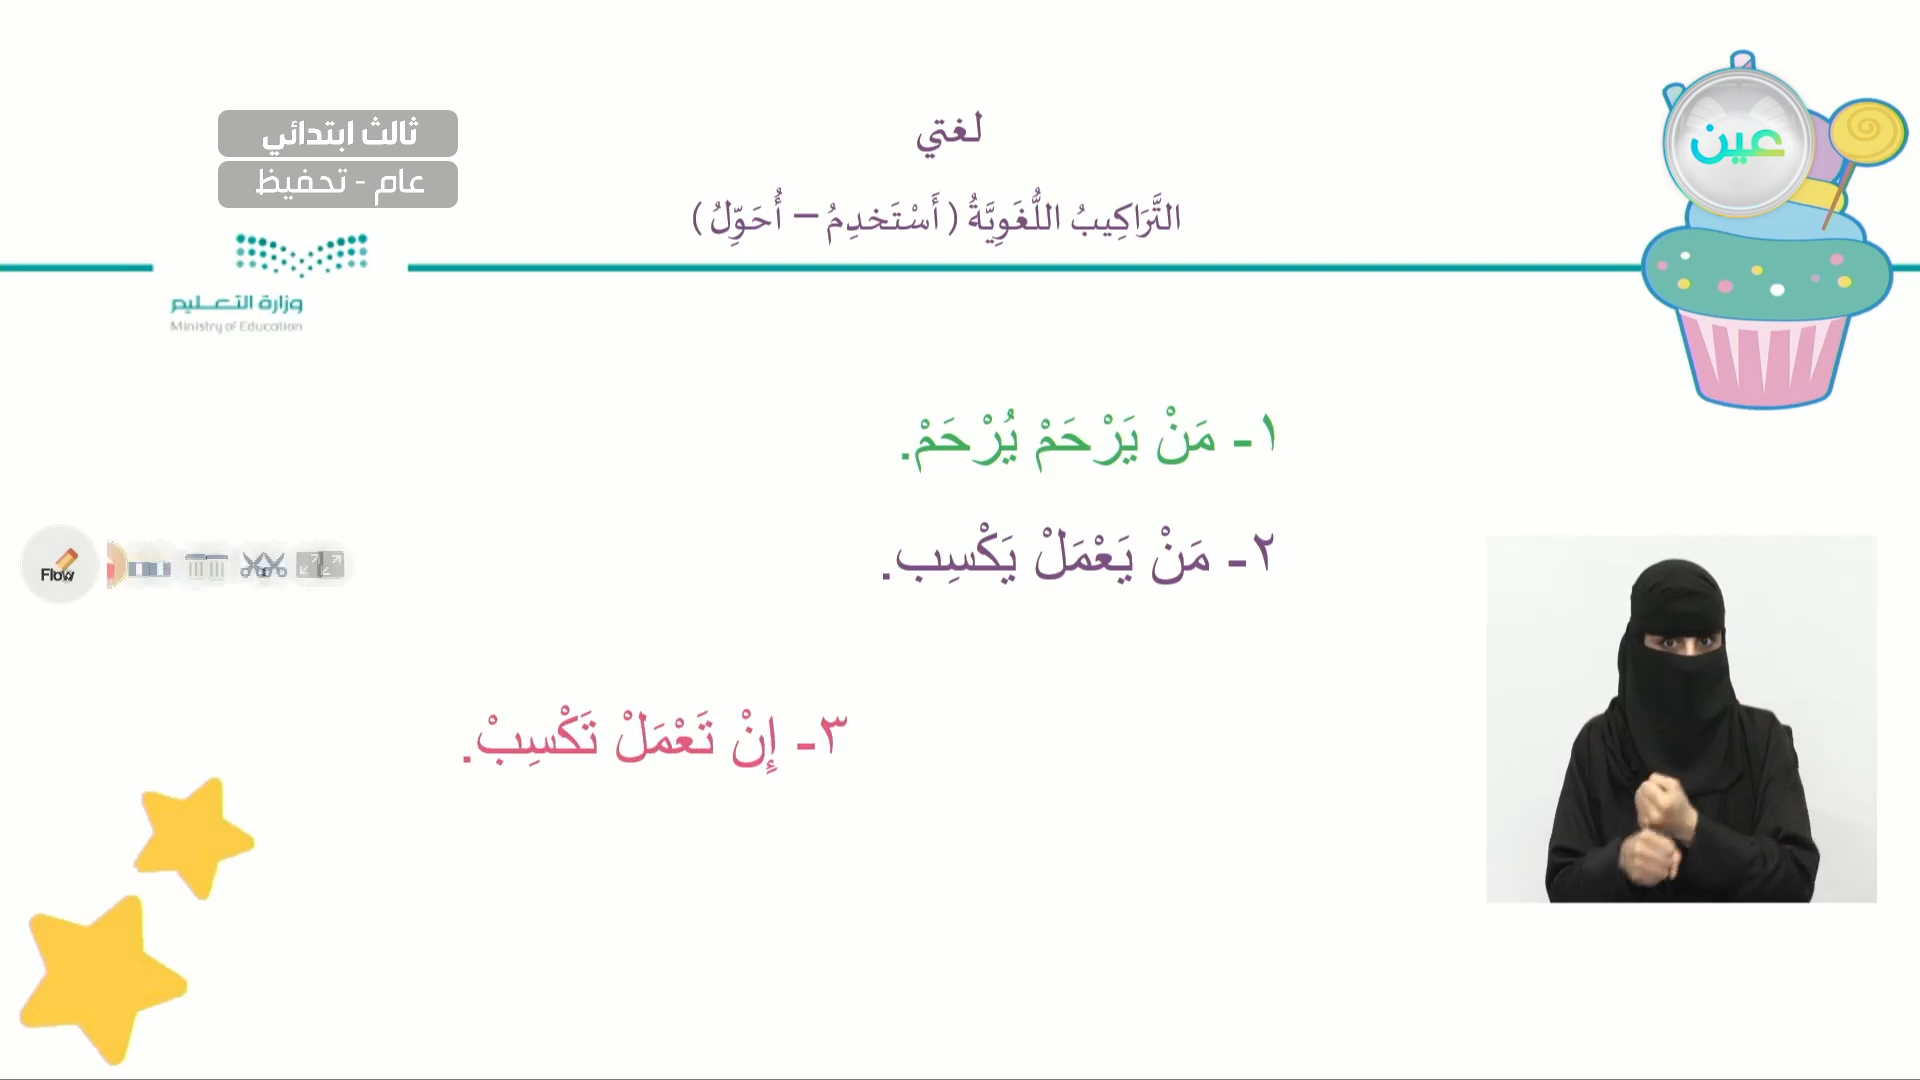 لغتي
ثالث ابتدائي
عام - تحفيظ
التَّرَاكِيبُ اللُّغَوِيَّةُ ( أَسْتَخدِمُ – أُحَوِّلُ )
عين
وزارة التعليم
Ministry of Education
١- مَنْ يَرْحَمْ يُرْحَمْ.
٢- مَنْ يَعْمَلْ يَكْسِب.
Flow
٣- إِنْ تَعْمَلْ تَكْسِبْ.